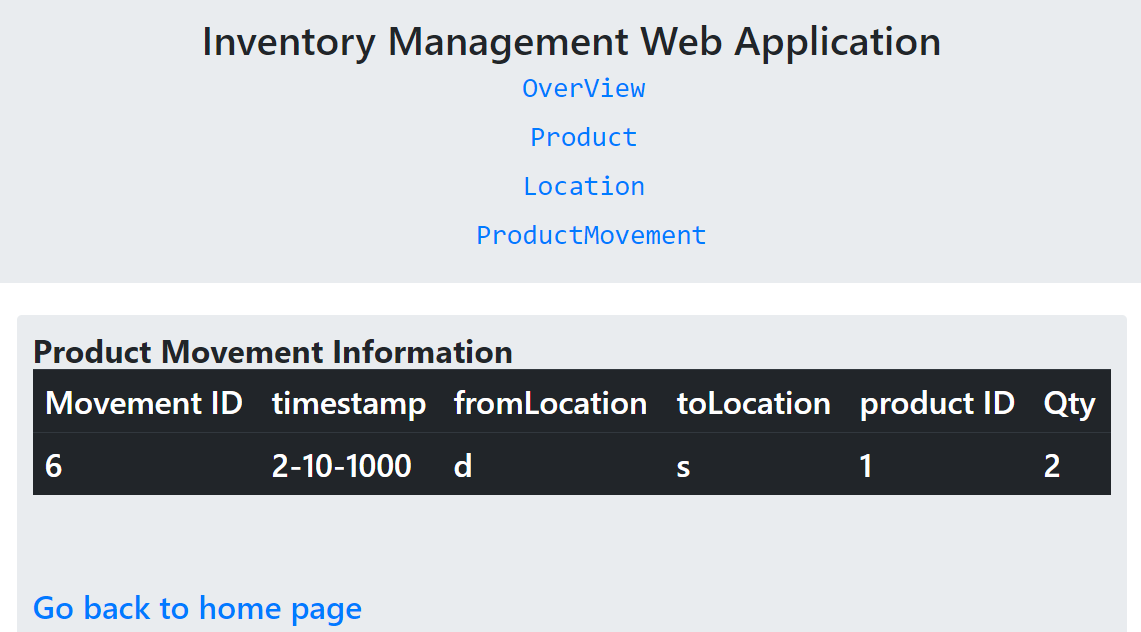 Inventory Management Web Application
OverView
Product
Location
ProductMovement
Product Movement Information
Movement ID timestamp fromLocation toLocation product ID Qty
6 2-10-1000 d s 1 2
Go back to home page